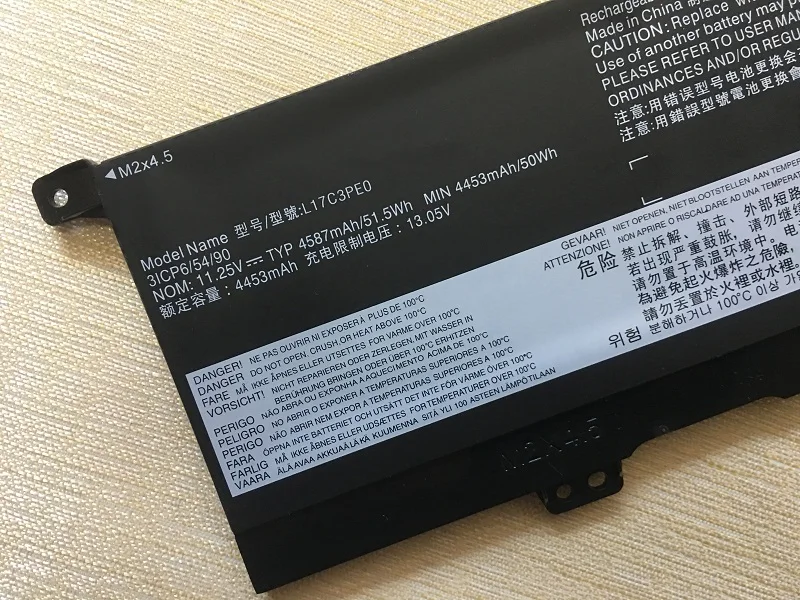 Rechargeable
Made in China
CAUTION: Replace
Use of another battery may
PLEASE REFER TO USER
ORDINANCES AND/OR
注意:用错误型号电池更换会
注意:用錯誤型號電池更換會
◀M2x4.5
Model Name 型号/型號:L17C3PE0
3ICP6/54/90
NOM: 11.25V⎓ TYP 4587mAh/51.5Wh MIN 4453mAh/50Wh
额定容量: 4453mAh 充电限制电压: 13.05V
DANGER! NE PAS OUVRIR NI EXPOSER À PLUS DE 100°C
DANGER DO NOT OPEN, CRUSH, OR HEAT ABOVE 100°C
FARE MÅ IKKE ÅBNES ELLER UTSETTES FOR VARME OVER 100°C
VORSICHT! NICHT REPARIEREN ODER ZERLEGEN, MIT WASSER IN
BERÜHRUNG BRINGEN ODER ÜBER 100°C ERHITZEN
PERIGO NÃO ABRA OU EXPONHA A AQUECIMENTO ACIMA DE 100°C
PELIGRO NO ABRIR O EXPONER A TEMPERATURAS SUPERIORES A 100°C
PERIGO NÃO ABRIR NEM EXPOR A TEMPERATURAS SUPERIORES A 100°C
FARA ÖPPNA INTE BATTERIET OCH UTSÄTT DET INTE FÖR VÄRME ÖVER 100°C
FARLIG MÅ IKKE ÅBNES ELLER UDSÆTTES FOR TEMPERATURER OVER 100°C
VAARA ÄLÄ AVAA AKKUA ÄLÄ KÄ KUUMENNA SITÄ YLI 100 ASTEEN LÄMPÖTILAAN
GEVAAR! NIET OPENEN, NIET BLOOTSTELLEN AAN
ATTENZIONE! NON APRIRE O RISCALDARE AD UNA
危险 禁止拆解、撞击、外部短路
若出现严重鼓胀,请勿继续
请勿置于高温环境中。
為避免起火爆炸之危險,
請勿丟置於火裡或水裡。
위험 분해하거나 100°C 이상
M2X4.5